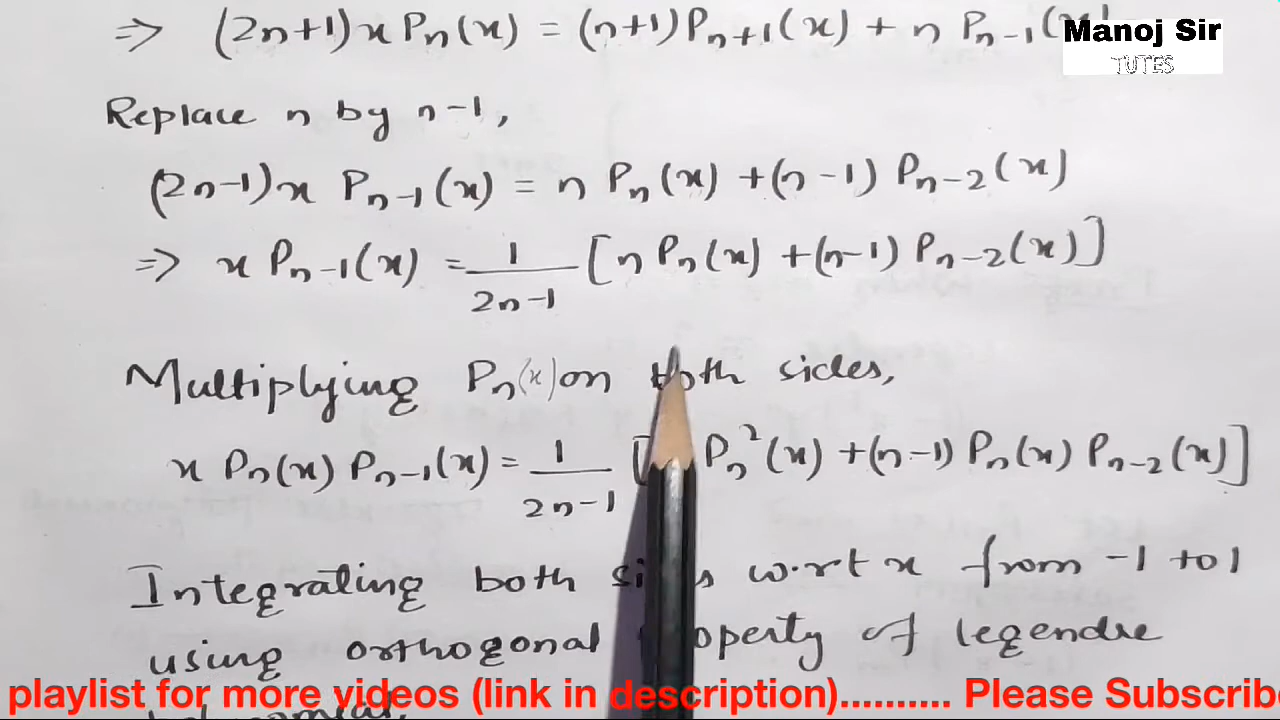 ⇒ (2n+1) x Pn(x) = (n+1) Pn+1(x) + n Pn-1(x)
Manoj Sir
TUTES
Replace n by n-1,
(2n-1)x Pn-1(x) = n Pn(x) + (n-1) Pn-2(x)
⇒ x Pn-1(x) = 1/(2n-1) [n Pn(x) + (n-1) Pn-2(x)]
Multiplying Pn(x) on both sides,
x Pn(x) Pn-1(x) = 1/(2n-1) [ Pn²(x) + (n-1) Pn(x) Pn-2(x)]
Integrating both sides w.r.t x from -1 to 1
using orthogonal property of legendre
playlist for more videos (link in description).......... Please Subscrib